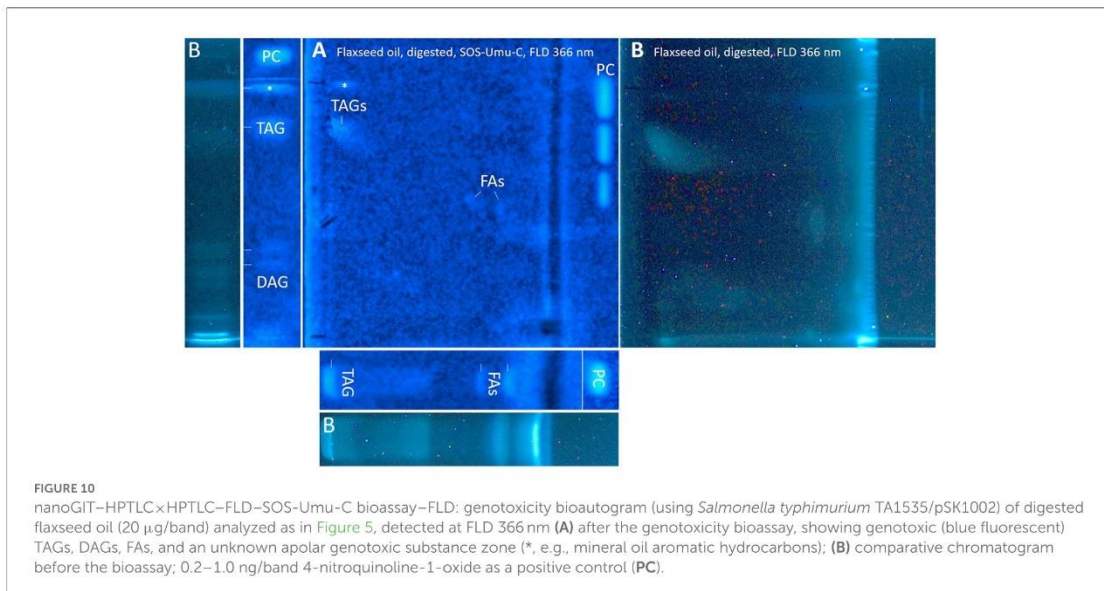 B
PC
*
TAG
DAG
A Flaxseed oil, digested, SOS-Umu-C, FLD 366 nm
PC
*
TAGs
FAs
B Flaxseed oil, digested, FLD 366 nm
TAG
FAs
PC
B
FIGURE 10
nanoGIT–HPTLC×HPTLC–FLD–SOS-Umu-C bioassay–FLD: genotoxicity bioautogram (using Salmonella typhimurium TA1535/pSK1002) of digested
flaxseed oil (20 µg/band) analyzed as in Figure 5, detected at FLD 366 nm (A) after the genotoxicity bioassay, showing genotoxic (blue fluorescent)
TAGs, DAGs, FAs, and an unknown apolar genotoxic substance zone (*, e.g., mineral oil aromatic hydrocarbons); (B) comparative chromatogram
before the bioassay; 0.2–1.0 ng/band 4-nitroquinoline-1-oxide as a positive control (PC).